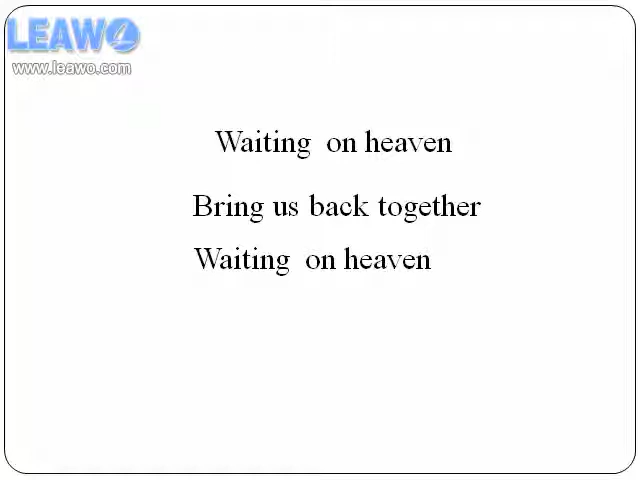 LEAWO
www.leawo.com
Waiting on heaven
Bring us back together
Waiting on heaven